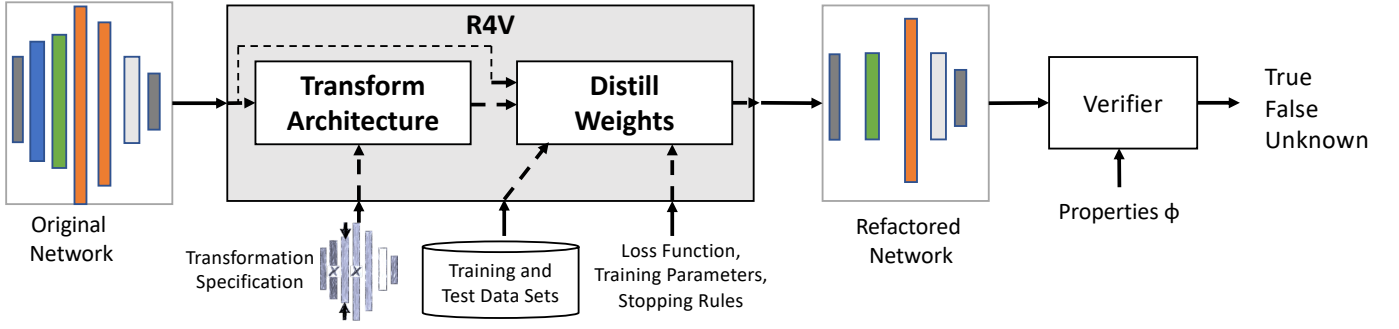 R4V
Transform
Architecture
Distill
Weights
Verifier
True
False
Unknown
Original
Network
Transformation
Specification
Training and
Test Data Sets
Loss Function,
Training Parameters,
Stopping Rules
Refactored
Network
Properties ϕ